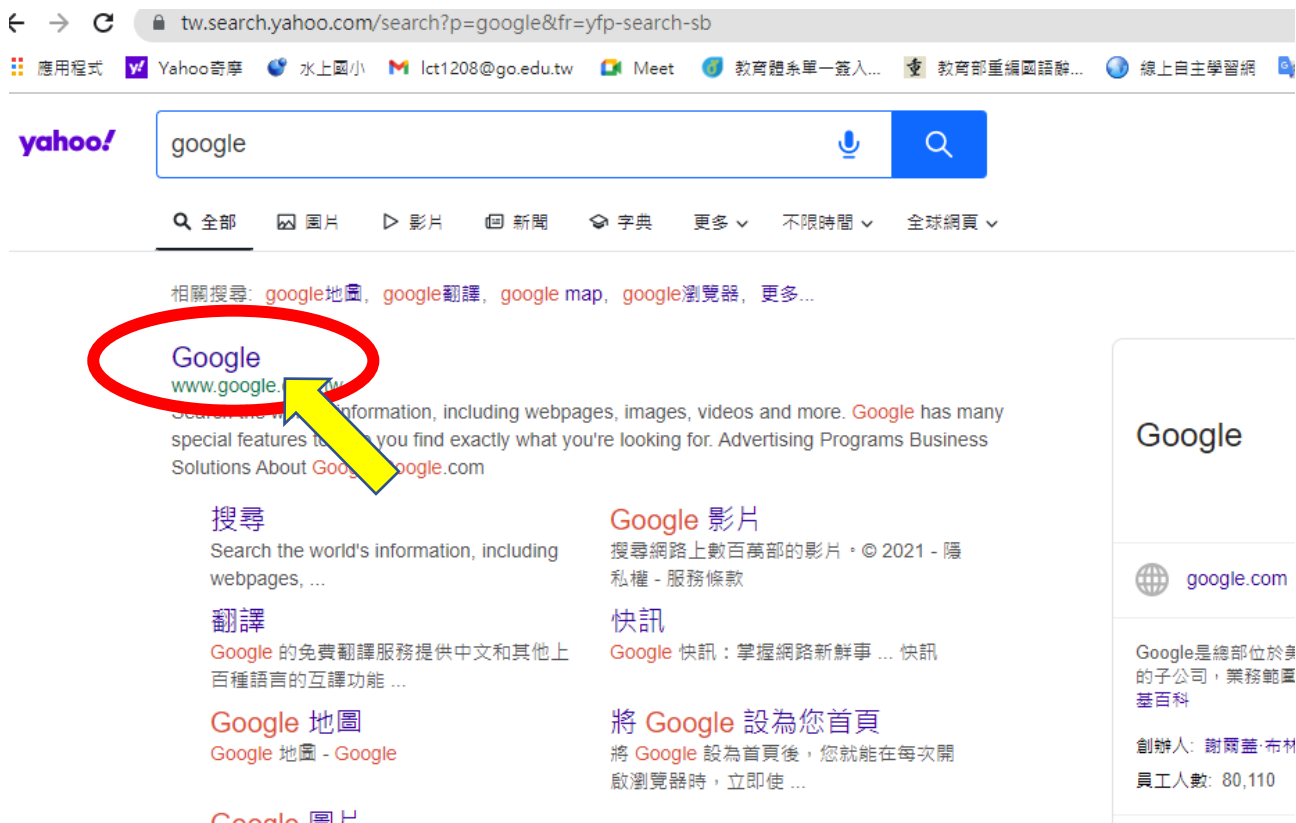 tw.search.yahoo.com/search?p=google&fr=yfp-search-sb
應用程式 Yahoo奇摩 水上國小 lct1208@go.edu.tw Meet 教育體系單一簽入... 教育部重編國語辭... 線上自主學習網
yahoo!
google
全部 圖片 影片 新聞 字典 更多 不限時間 全球網頁
相關搜尋: google地圖, google翻譯, google map, google瀏覽器, 更多...
Google
www.google.
Search the information, including webpages, images, videos and more. Google has many
special features you find exactly what you're looking for. Advertising Programs Business
Solutions About .com
搜尋
Search the world's information, including
webpages, ...
翻譯
Google 的免費翻譯服務提供中文和其他上
百種語言的互譯功能 ...
Google 地圖
Google 地圖 - Google
Google 圖片
Google 影片
搜尋網路上數百萬部的影片。© 2021 - 隱
私權 - 服務條款
快訊
Google 快訊：掌握網路新鮮事 ... 快訊
將 Google 設為您首頁
將 Google 設為首頁後，您就能在每次開
啟瀏覽器時，立即使 ...
Google
google.com
Google是總部位於美
的子公司，業務範圍
基百科
創辦人: 謝爾蓋·布林
員工人數: 80,110